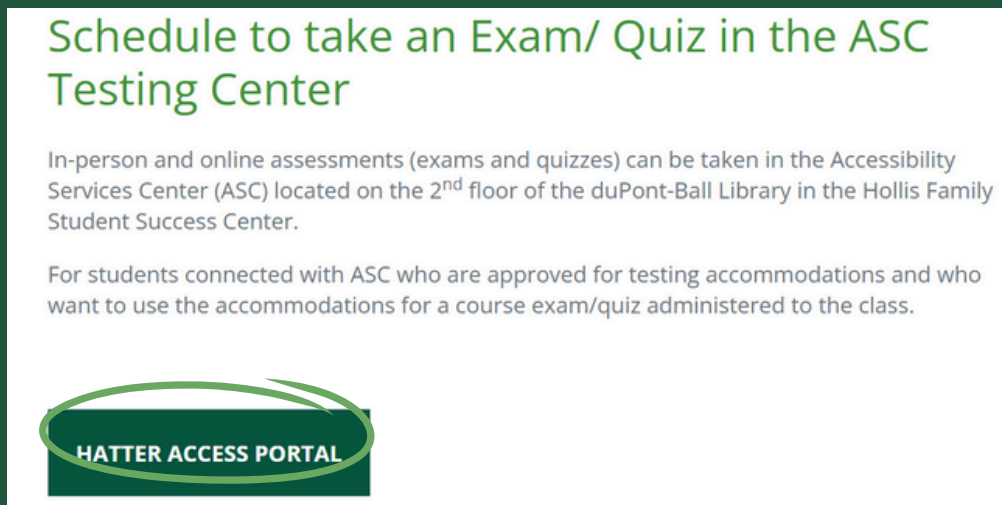 Schedule to take an Exam/ Quiz in the ASC
Testing Center
In-person and online assessments (exams and quizzes) can be taken in the Accessibility
Services Center (ASC) located on the 2nd floor of the duPont-Ball Library in the Hollis Family
Student Success Center.
For students connected with ASC who are approved for testing accommodations and who
want to use the accommodations for a course exam/quiz administered to the class.
HATTER ACCESS PORTAL